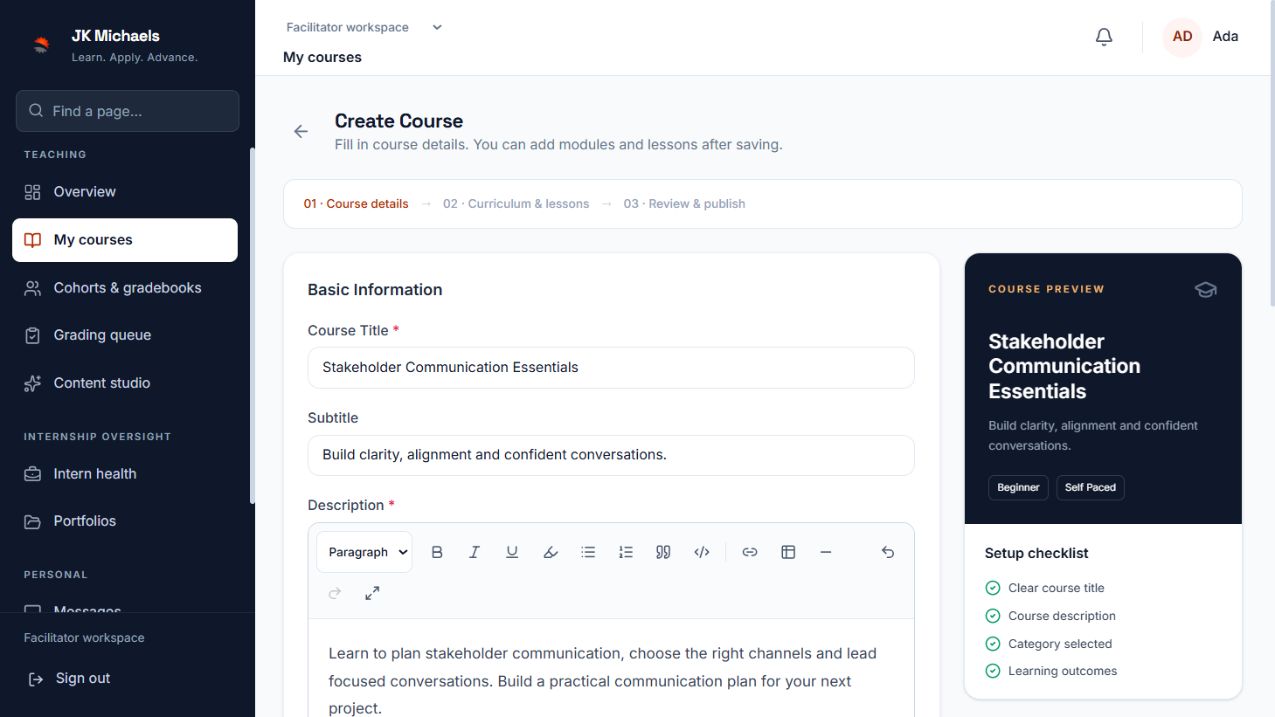 JK Michaels
Learn. Apply. Advance.
Find a page...
TEACHING
Overview
My courses
Cohorts & gradebooks
Grading queue
Content studio
INTERNSHIP OVERSIGHT
Intern health
Portfolios
PERSONAL
Messages
Facilitator workspace
Sign out
Facilitator workspace
My courses
AD
Ada
Create Course
Fill in course details. You can add modules and lessons after saving.
01 · Course details → 02 · Curriculum & lessons → 03 · Review & publish
Basic Information
Course Title *
Stakeholder Communication Essentials
Subtitle
Build clarity, alignment and confident conversations.
Description *
Paragraph
Learn to plan stakeholder communication, choose the right channels and lead
focused conversations. Build a practical communication plan for your next
project.
COURSE PREVIEW
Stakeholder
Communication
Essentials
Build clarity, alignment and confident
conversations.
Beginner
Self Paced
Setup checklist
Clear course title
Course description
Category selected
Learning outcomes